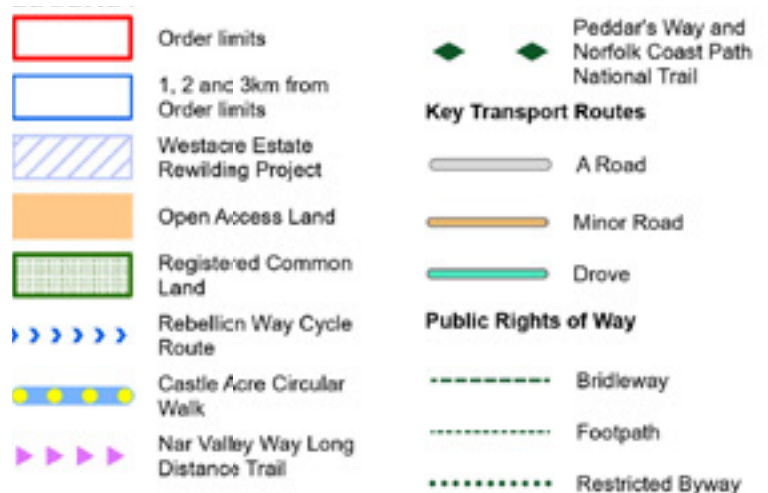 Order limits
1, 2 and 3km from
Order limits
Westacre Estate
Rewilding Project
Open Access Land
Registered Common
Land
Rebellion Way Cycle
Route
Castle Acre Circular
Walk
Nar Valley Way Long
Distance Trail
Peddar's Way and
Norfolk Coast Path
National Trail
Key Transport Routes
A Road
Minor Road
Drove
Public Rights of Way
Bridleway
Footpath
Restricted Byway